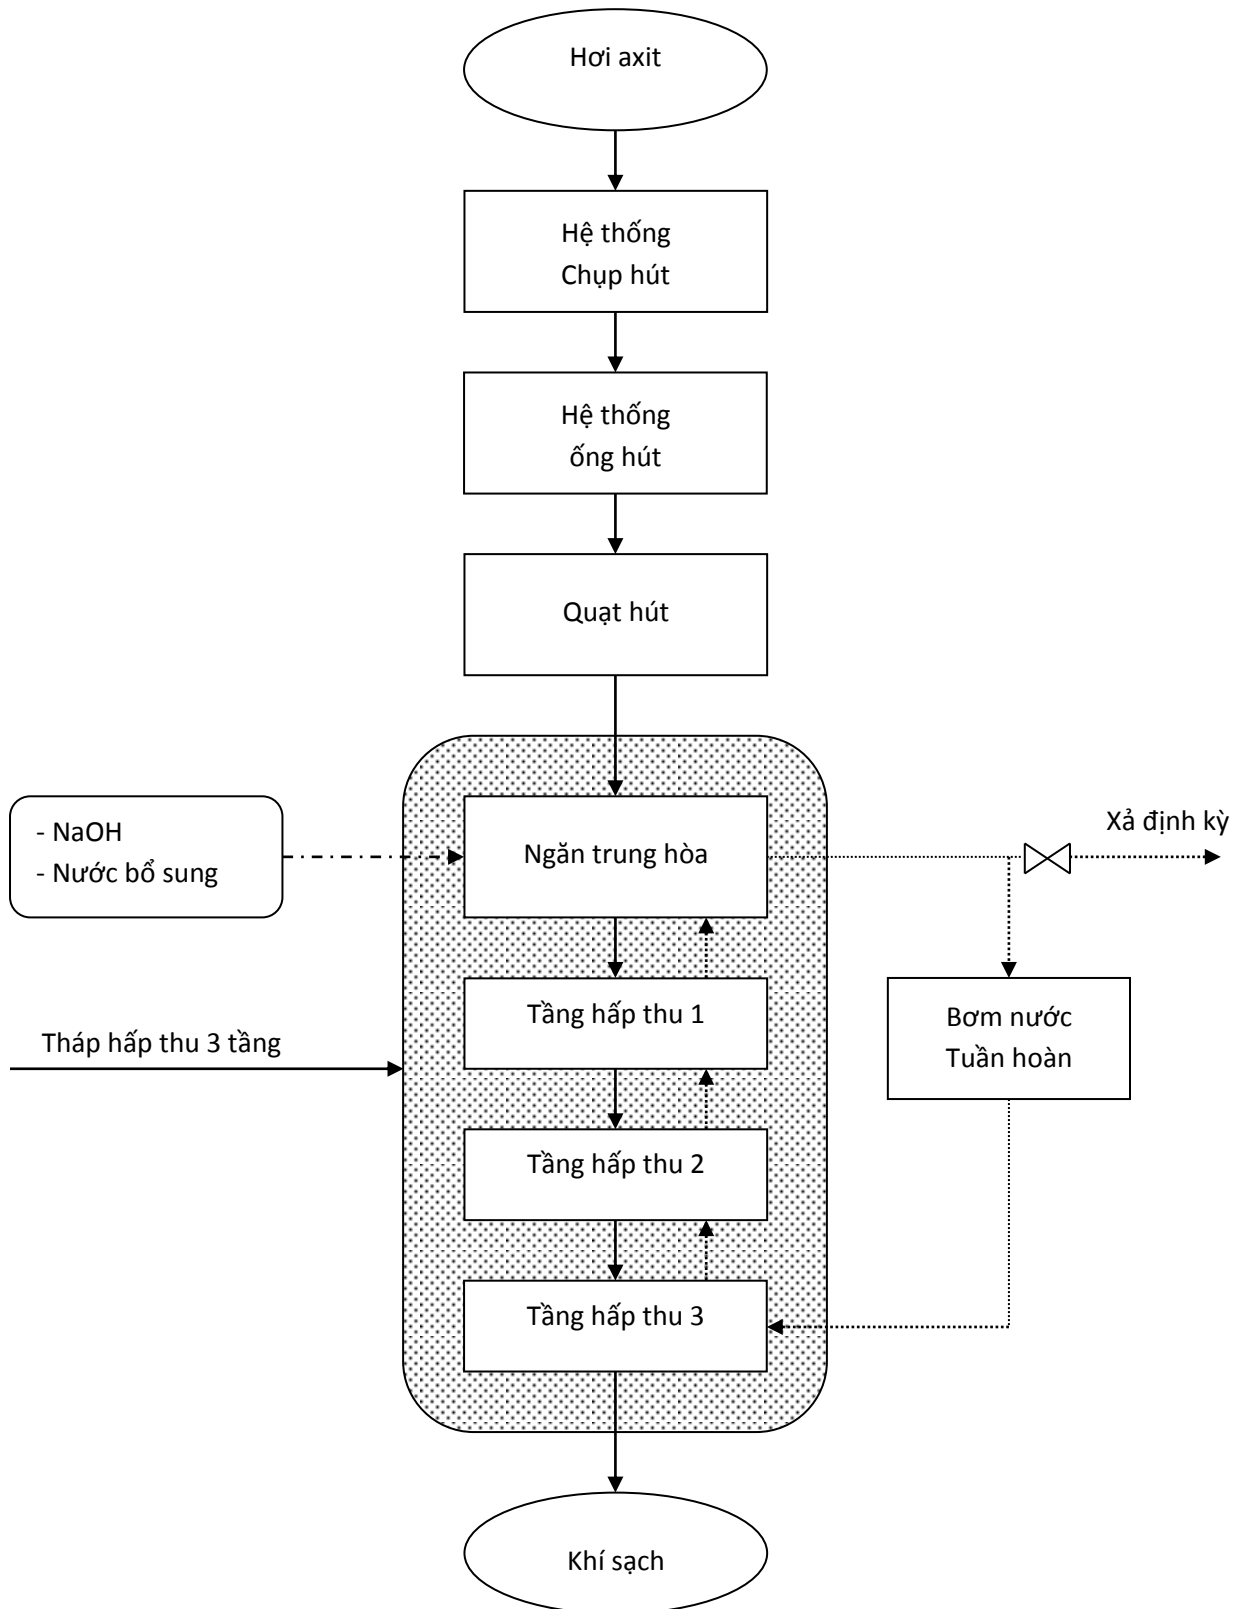 Hơi axit
Hệ thống
Chụp hút
Hệ thống
ống hút
Quạt hút
- NaOH
- Nước bổ sung
Ngăn trung hòa
Xả định kỳ
Tầng hấp thu 1
Bơm nước
Tuần hoàn
Tháp hấp thu 3 tầng
Tầng hấp thu 2
Tầng hấp thu 3
Khí sạch